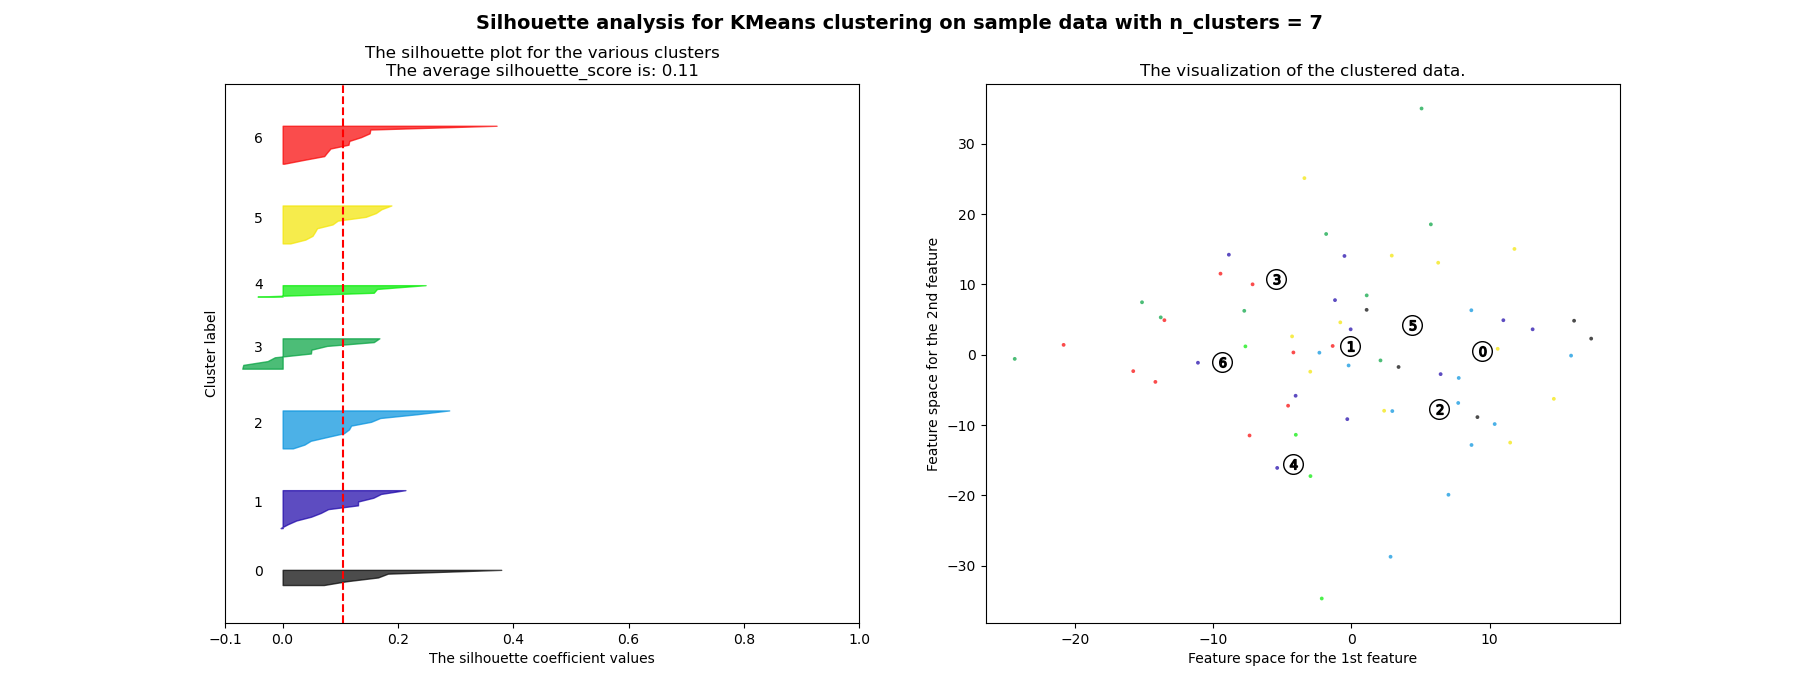 Silhouette analysis for KMeans clustering on sample data with n_clusters = 7
The silhouette plot for the various clusters
The average silhouette_score is: 0.11
6
5
4
3
2
1
0
Cluster label
−0.1 0.0 0.2 0.4 0.6 0.8 1.0
The silhouette coefficient values
The visualization of the clustered data.
30
20
10
0
−10
−20
−30
Feature space for the 2nd feature
3
5
1
0
6
2
4
−20 −10 0 10
Feature space for the 1st feature